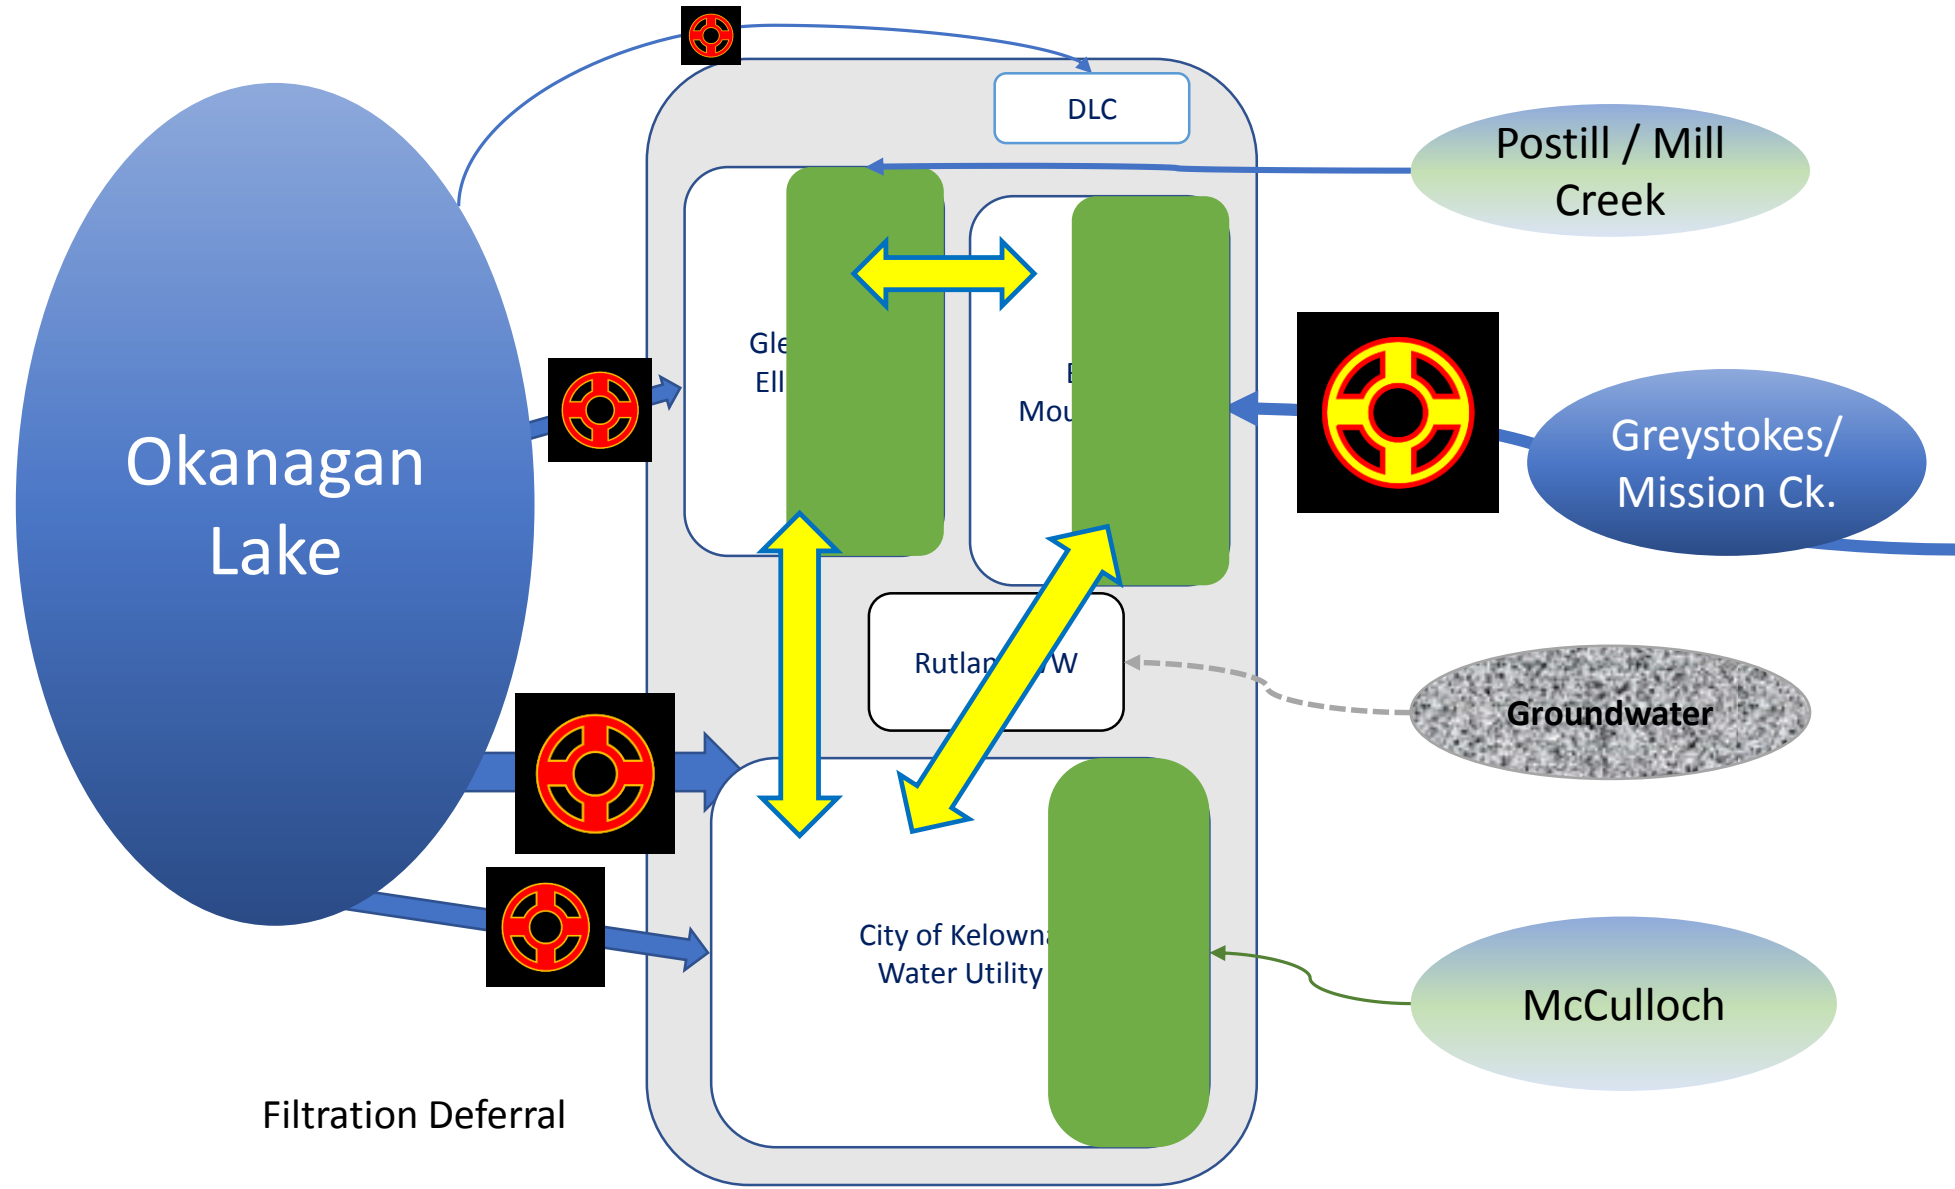 DLC
Postill / Mill
Creek
Gle
Ell
Mou
Okanagan
Lake
Greystokes/
Mission Ck.
Rutlan
W
Groundwater
City of Kelowna
Water Utility
McCulloch
Filtration Deferral